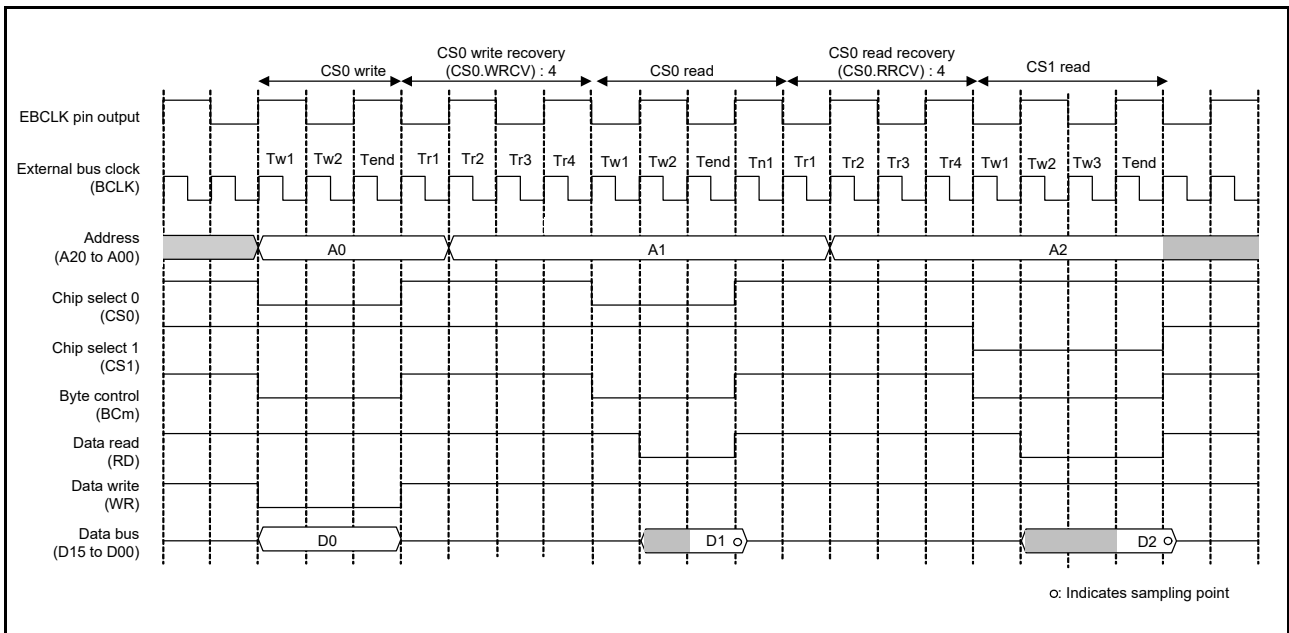 CS0 write
CS0 write recovery
(CS0.WRCV) : 4
CS0 read
CS0 read recovery
(CS0.RRCV) : 4
CS1 read
EBCLK pin output
External bus clock
(BCLK)
Tw1 Tw2 Tend Tr1 Tr2 Tr3 Tr4 Tw1 Tw2 Tend Tn1 Tr1 Tr2 Tr3 Tr4 Tw1 Tw2 Tw3 Tend
Address
(A20 to A00)
A0 A1 A2
Chip select 0
(CS0)
Chip select 1
(CS1)
Byte control
(BCm)
Data read
(RD)
Data write
(WR)
Data bus
(D15 to D00)
D0 D1 D2
o: Indicates sampling point